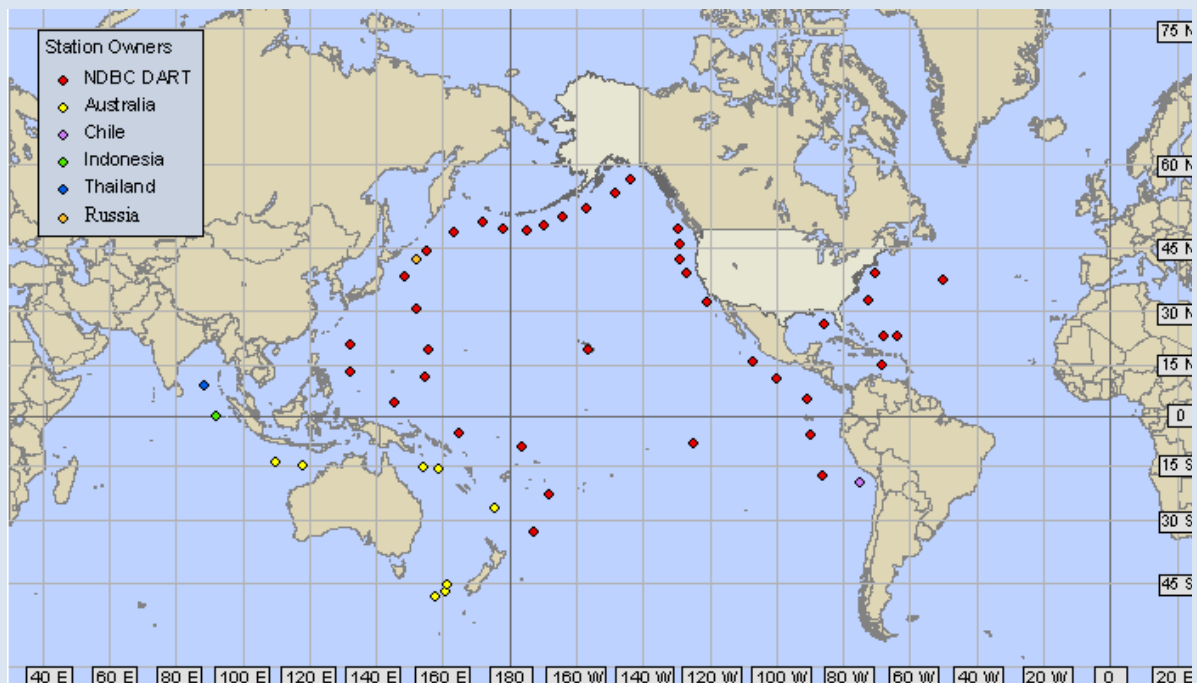 Station Owners
NDBC DART
Australia
Chile
Indonesia
Thailand
Russia
75 N
60 N
45 N
30 N
15 N
0
15 S
30 S
45 S
40 E
60 E
80 E
100 E
120 E
140 E
160 E
180
160 W
140 W
120 W
100 W
80 W
60 W
40 W
20 W
0
20 E